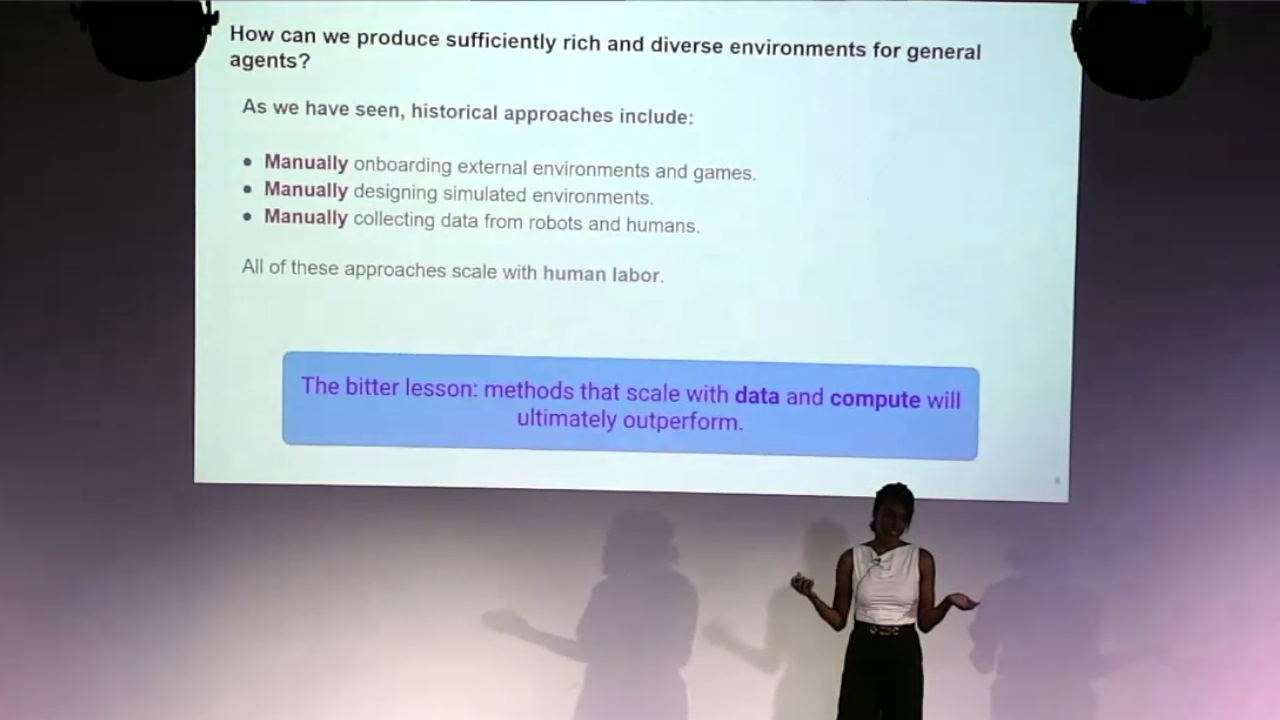 How can we produce sufficiently rich and diverse environments for general
agents?
As we have seen, historical approaches include:
• Manually onboarding external environments and games.
• Manually designing simulated environments.
• Manually collecting data from robots and humans.
All of these approaches scale with human labor.
The bitter lesson: methods that scale with data and compute will
ultimately outperform.